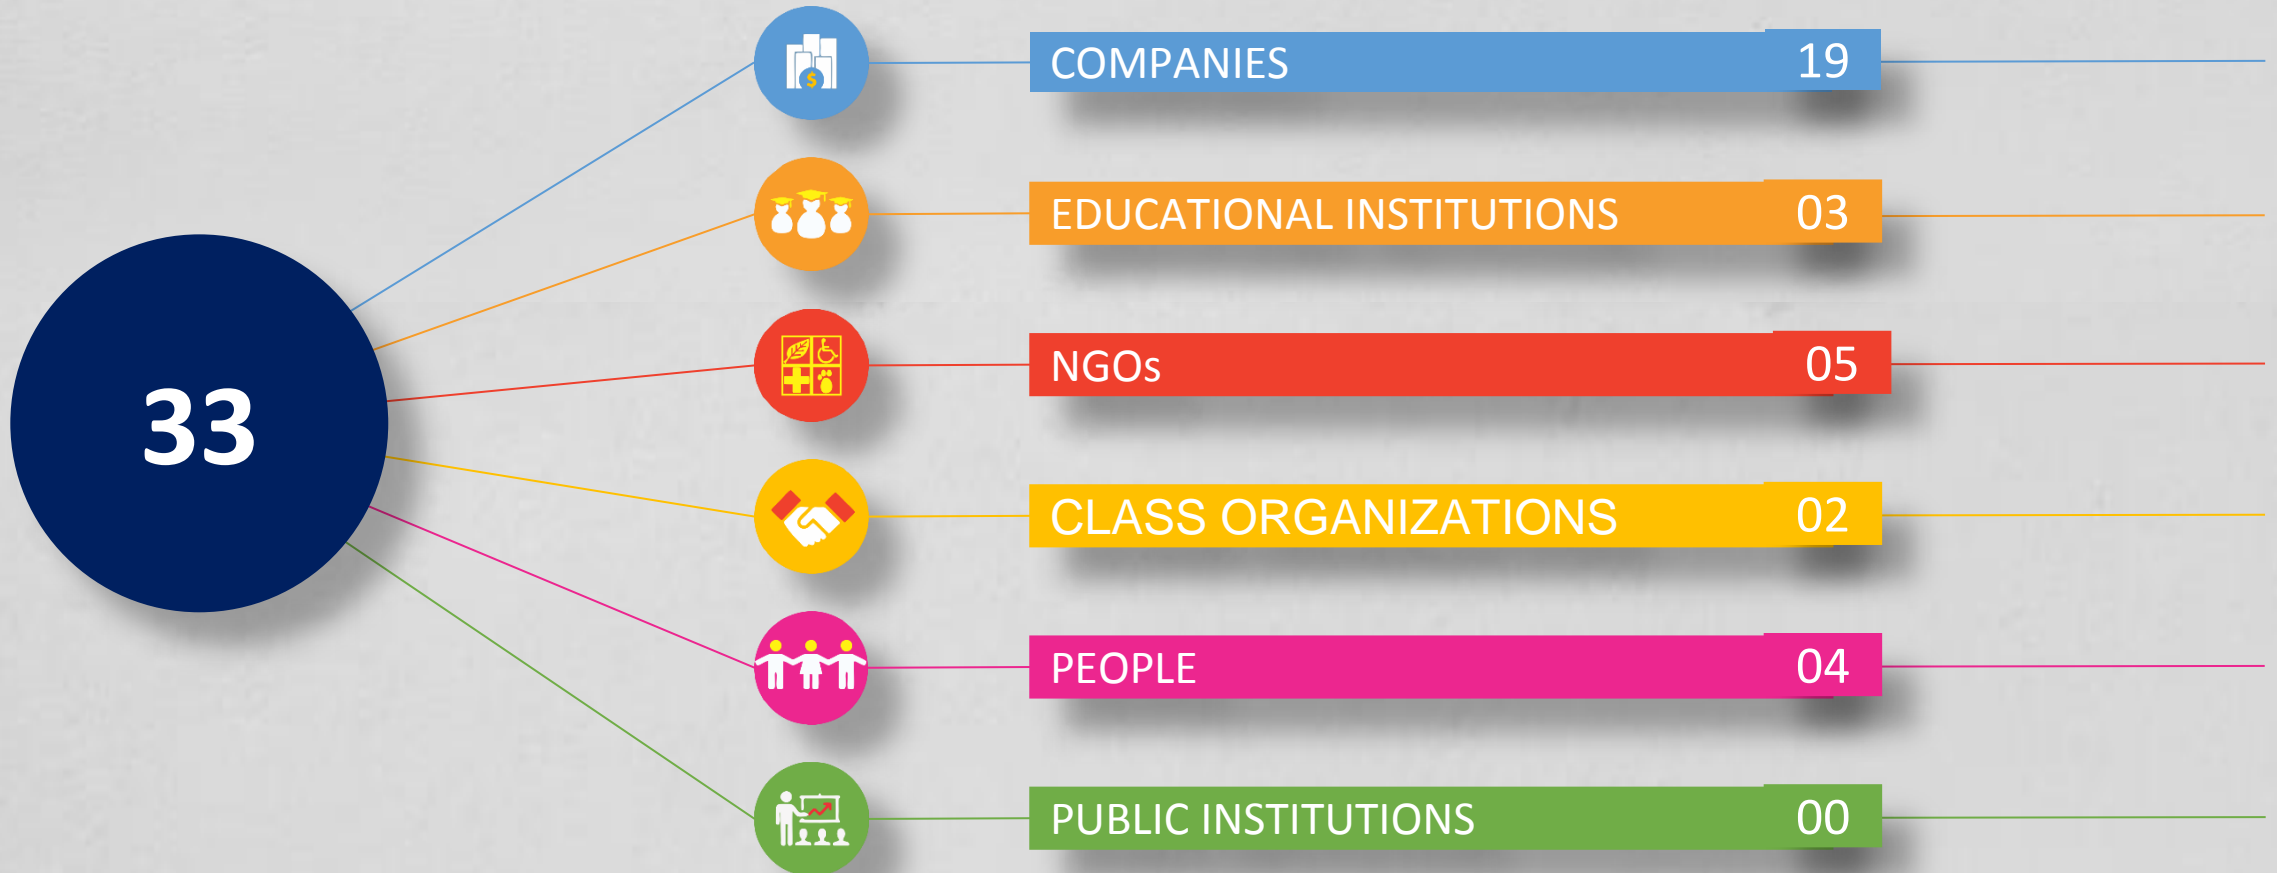 33
COMPANIES 19
EDUCATIONAL INSTITUTIONS 03
NGOs 05
CLASS ORGANIZATIONS 02
PEOPLE 04
PUBLIC INSTITUTIONS 00
$